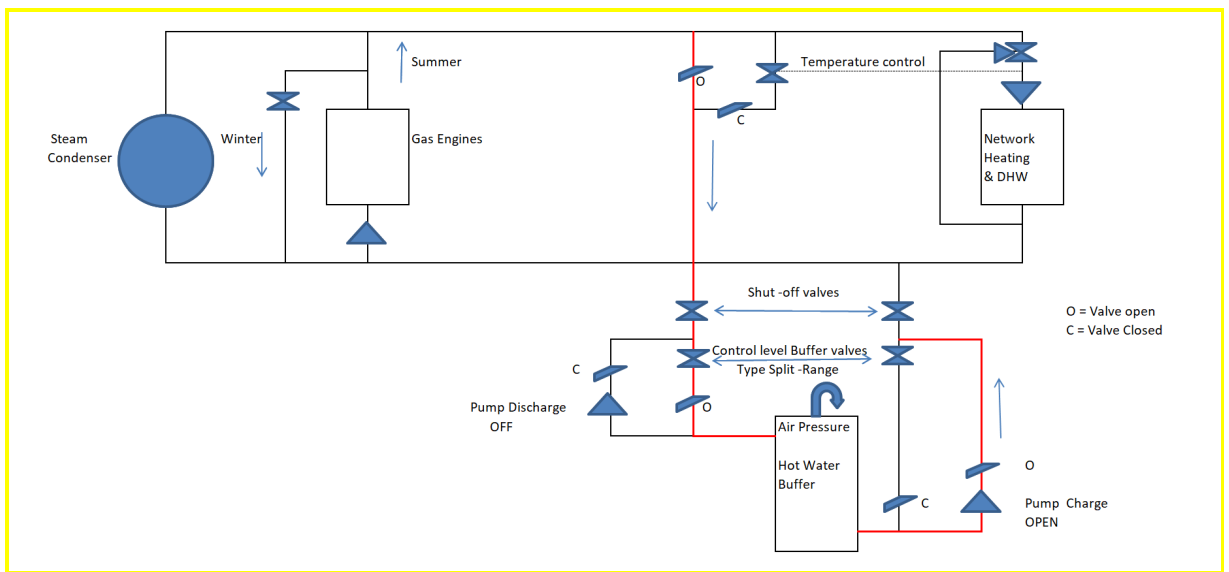 Summer
Temperature control
O
C
Steam
Condenser
Winter
Gas Engines
Network
Heating
& DHW
Shut -off valves
O = Valve open
C = Valve Closed
Control level Buffer valves
Type Split -Range
C
O
Pump Discharge
OFF
Air Pressure
Hot Water
Buffer
O
C
Pump Charge
OPEN